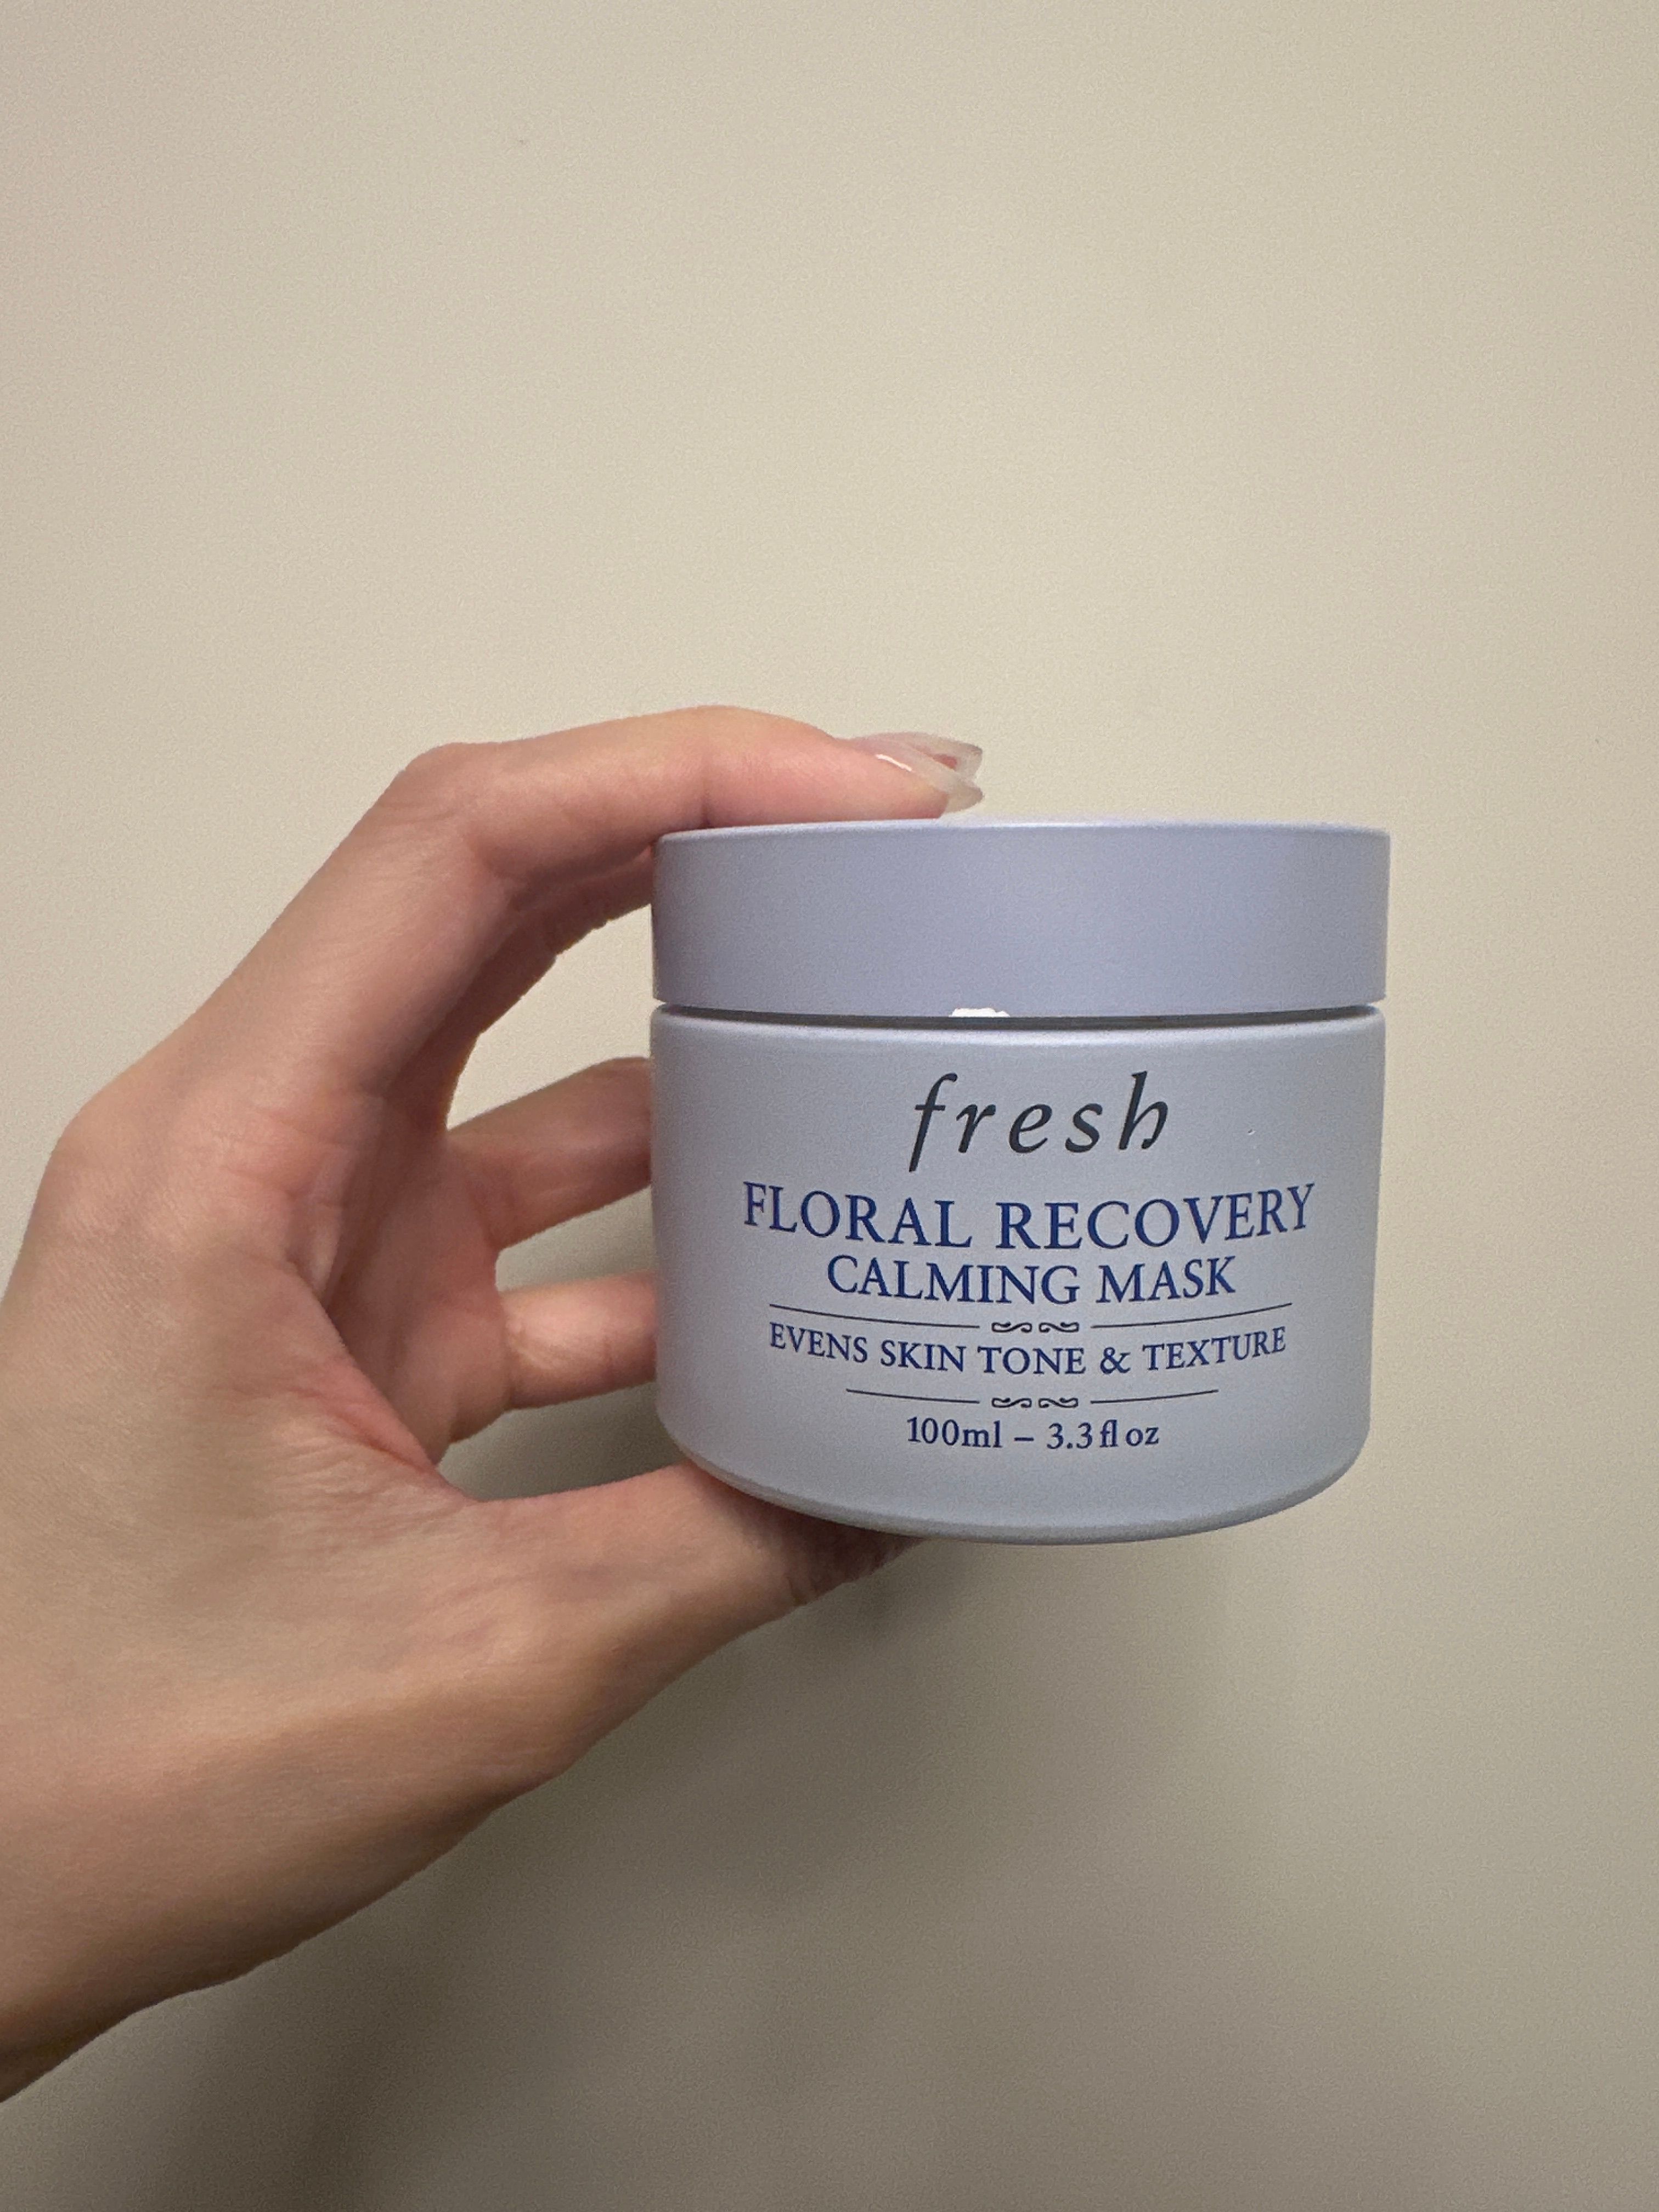 fresh
FLORAL RECOVERY
CALMING MASK
EVENS SKIN TONE & TEXTURE
100ml – 3.3 fl oz